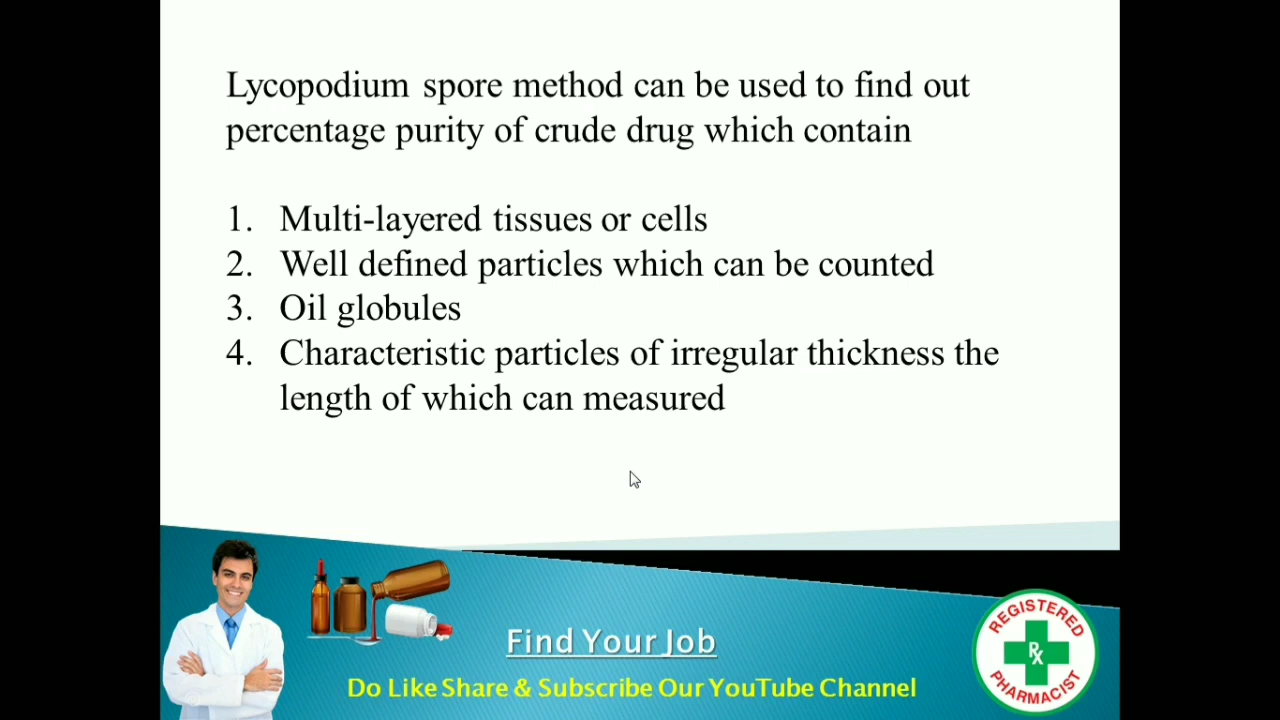 Lycopodium spore method can be used to find out
percentage purity of crude drug which contain
1. Multi-layered tissues or cells
2. Well defined particles which can be counted
3. Oil globules
4. Characteristic particles of irregular thickness the
length of which can measured
Find Your Job
Do Like Share & Subscribe Our YouTube Channel
REGISTERED
Rx
PHARMACIST